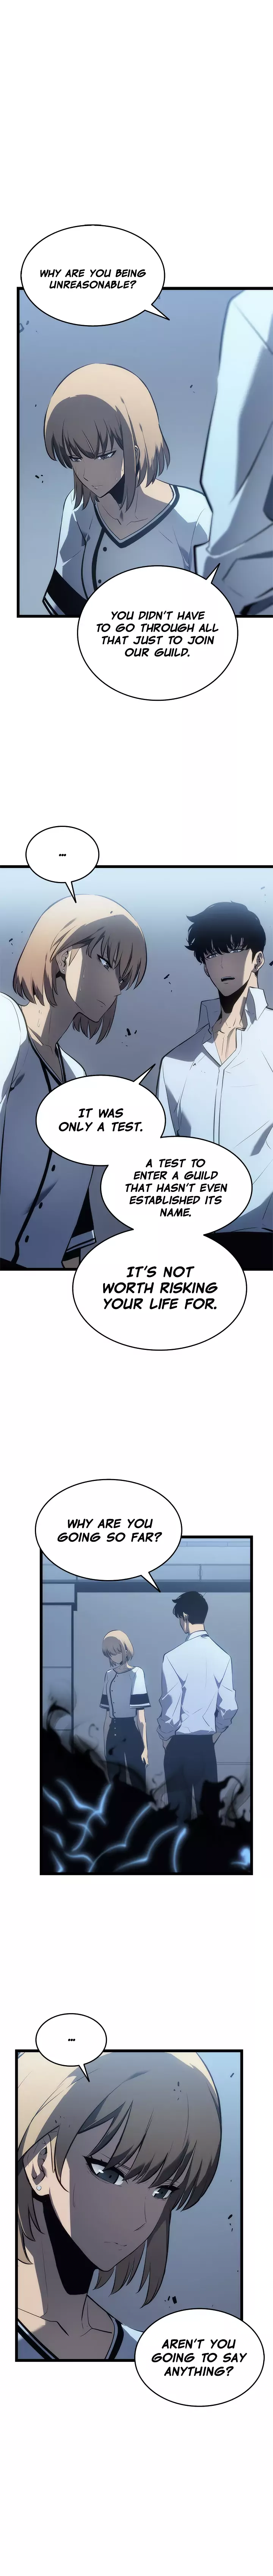 WHY ARE YOU BEING
UNREASONABLE?
YOU DIDN'T HAVE
TO GO THROUGH ALL
THAT JUST TO JOIN
OUR GUILD.
...
IT WAS
ONLY A TEST.
A TEST TO
ENTER A GUILD
THAT HASN'T EVEN
ESTABLISHED ITS
NAME.
IT'S NOT
WORTH RISKING
YOUR LIFE FOR.
WHY ARE YOU
GOING SO FAR?
...
AREN'T YOU
GOING TO SAY
ANYTHING?